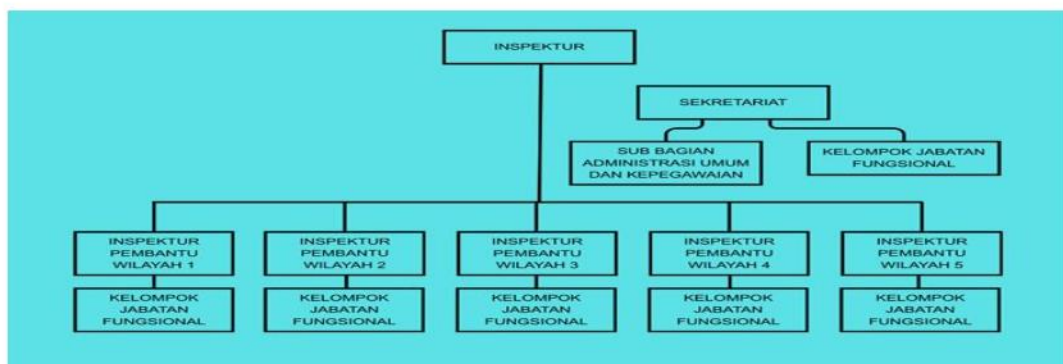 INSPEKTUR
SEKRETARIAT
SUB BAGIAN
ADMINISTRASI UMUM
DAN KEPEGAWAIAN
KELOMPOK JABATAN
FUNGSIONAL
INSPEKTUR
PEMBANTU
WILAYAH 1
INSPEKTUR
PEMBANTU
WILAYAH 2
INSPEKTUR
PEMBANTU
WILAYAH 3
INSPEKTUR
PEMBANTU
WILAYAH 4
INSPEKTUR
PEMBANTU
WILAYAH 5
KELOMPOK
JABATAN
FUNGSIONAL
KELOMPOK
JABATAN
FUNGSIONAL
KELOMPOK
JABATAN
FUNGSIONAL
KELOMPOK
JABATAN
FUNGSIONAL
KELOMPOK
JABATAN
FUNGSIONAL